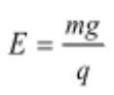 E = mg/q